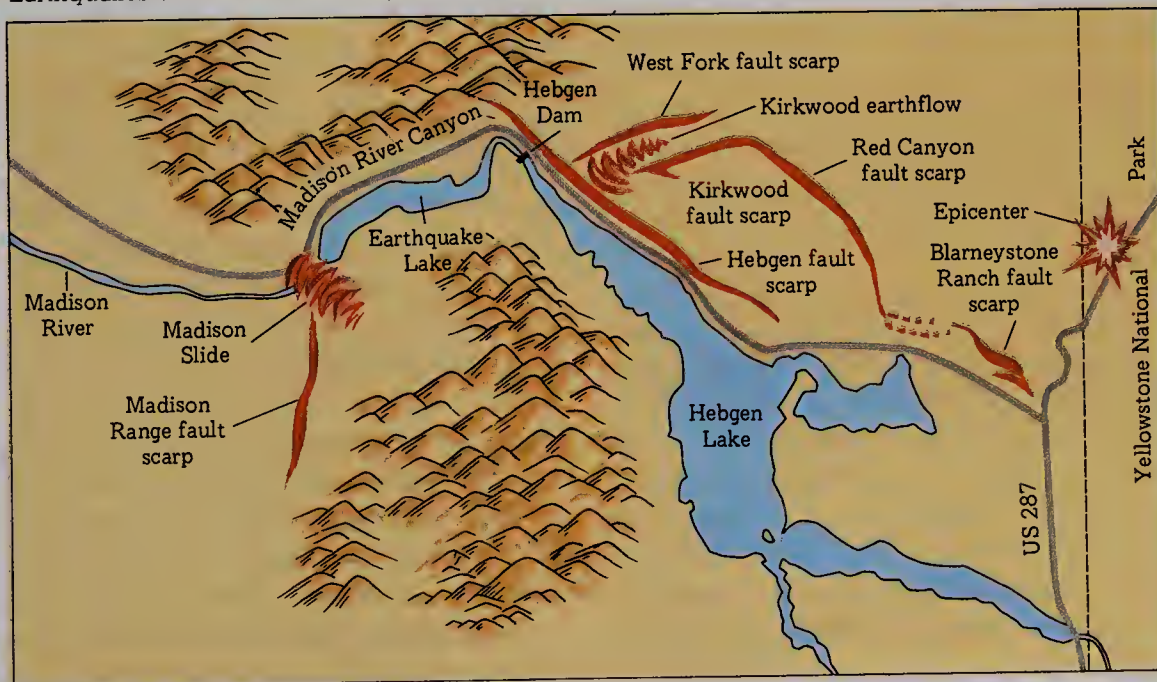 West Fork fault scarp
Hebgen
Dam
Kirkwood earthflow
Red Canyon
fault scarp
Madison River Canyon
Kirkwood
fault scarp
Epicenter
Park
Yellowstone National
Earthquake
Lake
Hebgen fault
scarp
Blarneystone
Ranch fault
scarp
Madison
River
Madison
Slide
Madison
Range fault
scarp
Hebgen
Lake
US 287